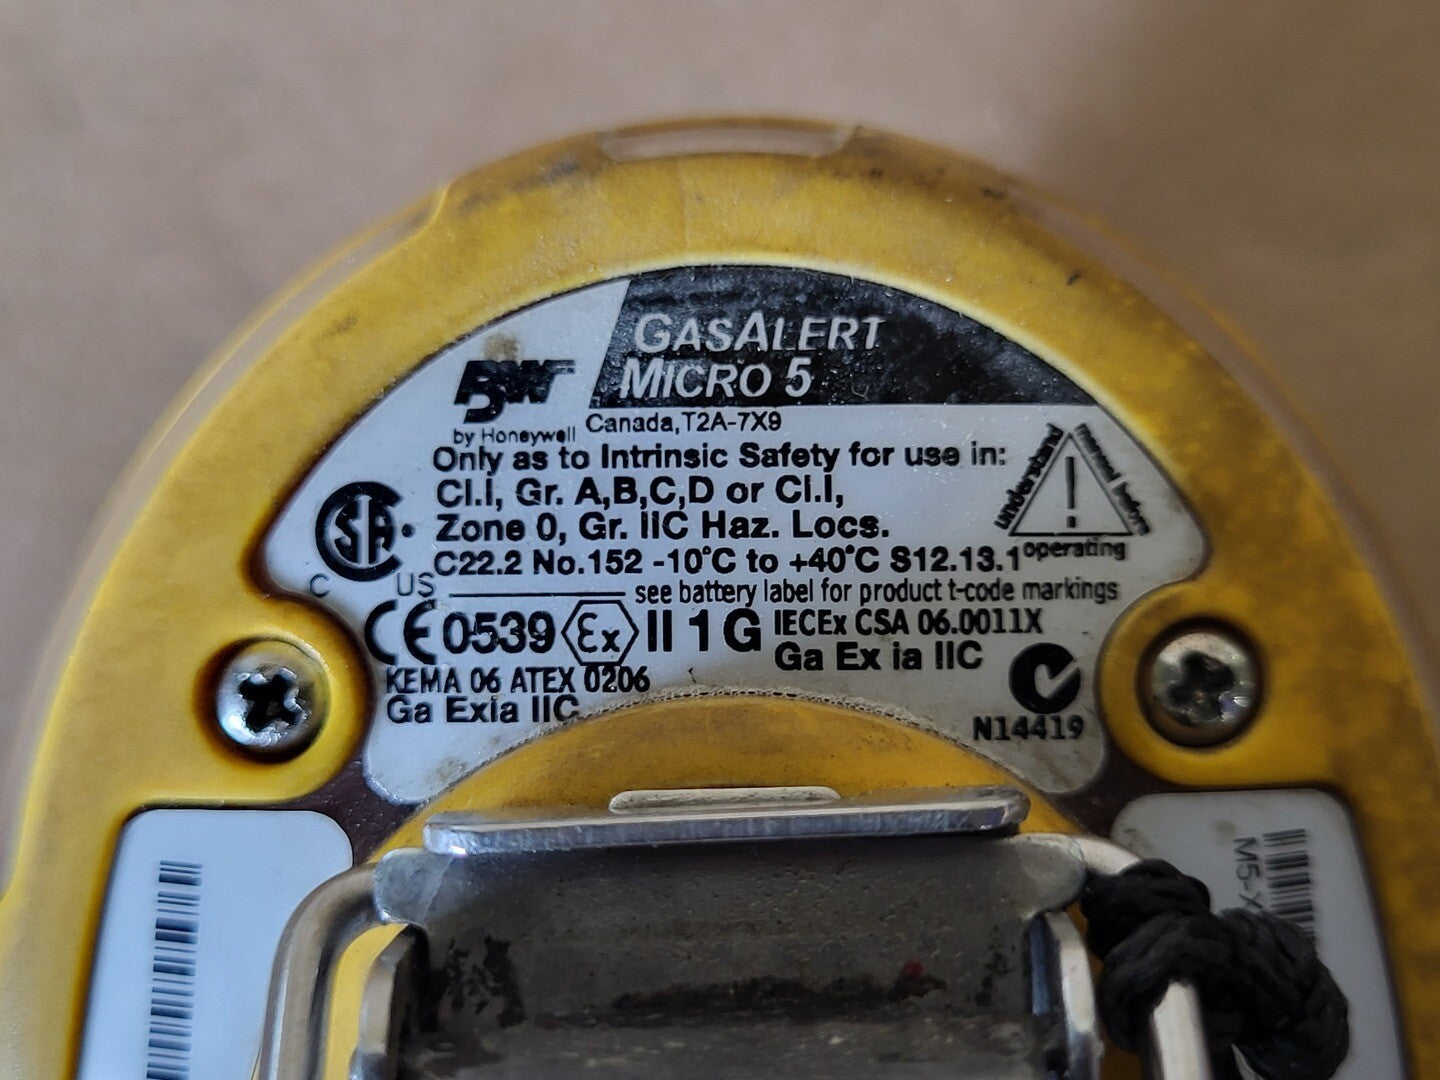 GASALERT
MICRO 5
BW
by Honeywell
Canada, T2A-7X9
Only as to Intrinsic Safety for use in:
Cl.I, Gr. A,B,C,D or Cl.I,
Zone 0, Gr. IIC Haz. Locs.
C22.2 No.152 -10°C to +40°C S12.13.1
understand manual before operating
!
CSA
C US
see battery label for product t-code markings
CE 0539 Ex II 1 G
IECEx CSA 06.0011X
Ga Ex ia IIC
KEMA 06 ATEX 0206
Ga Exia IIC
N14419
M5-X